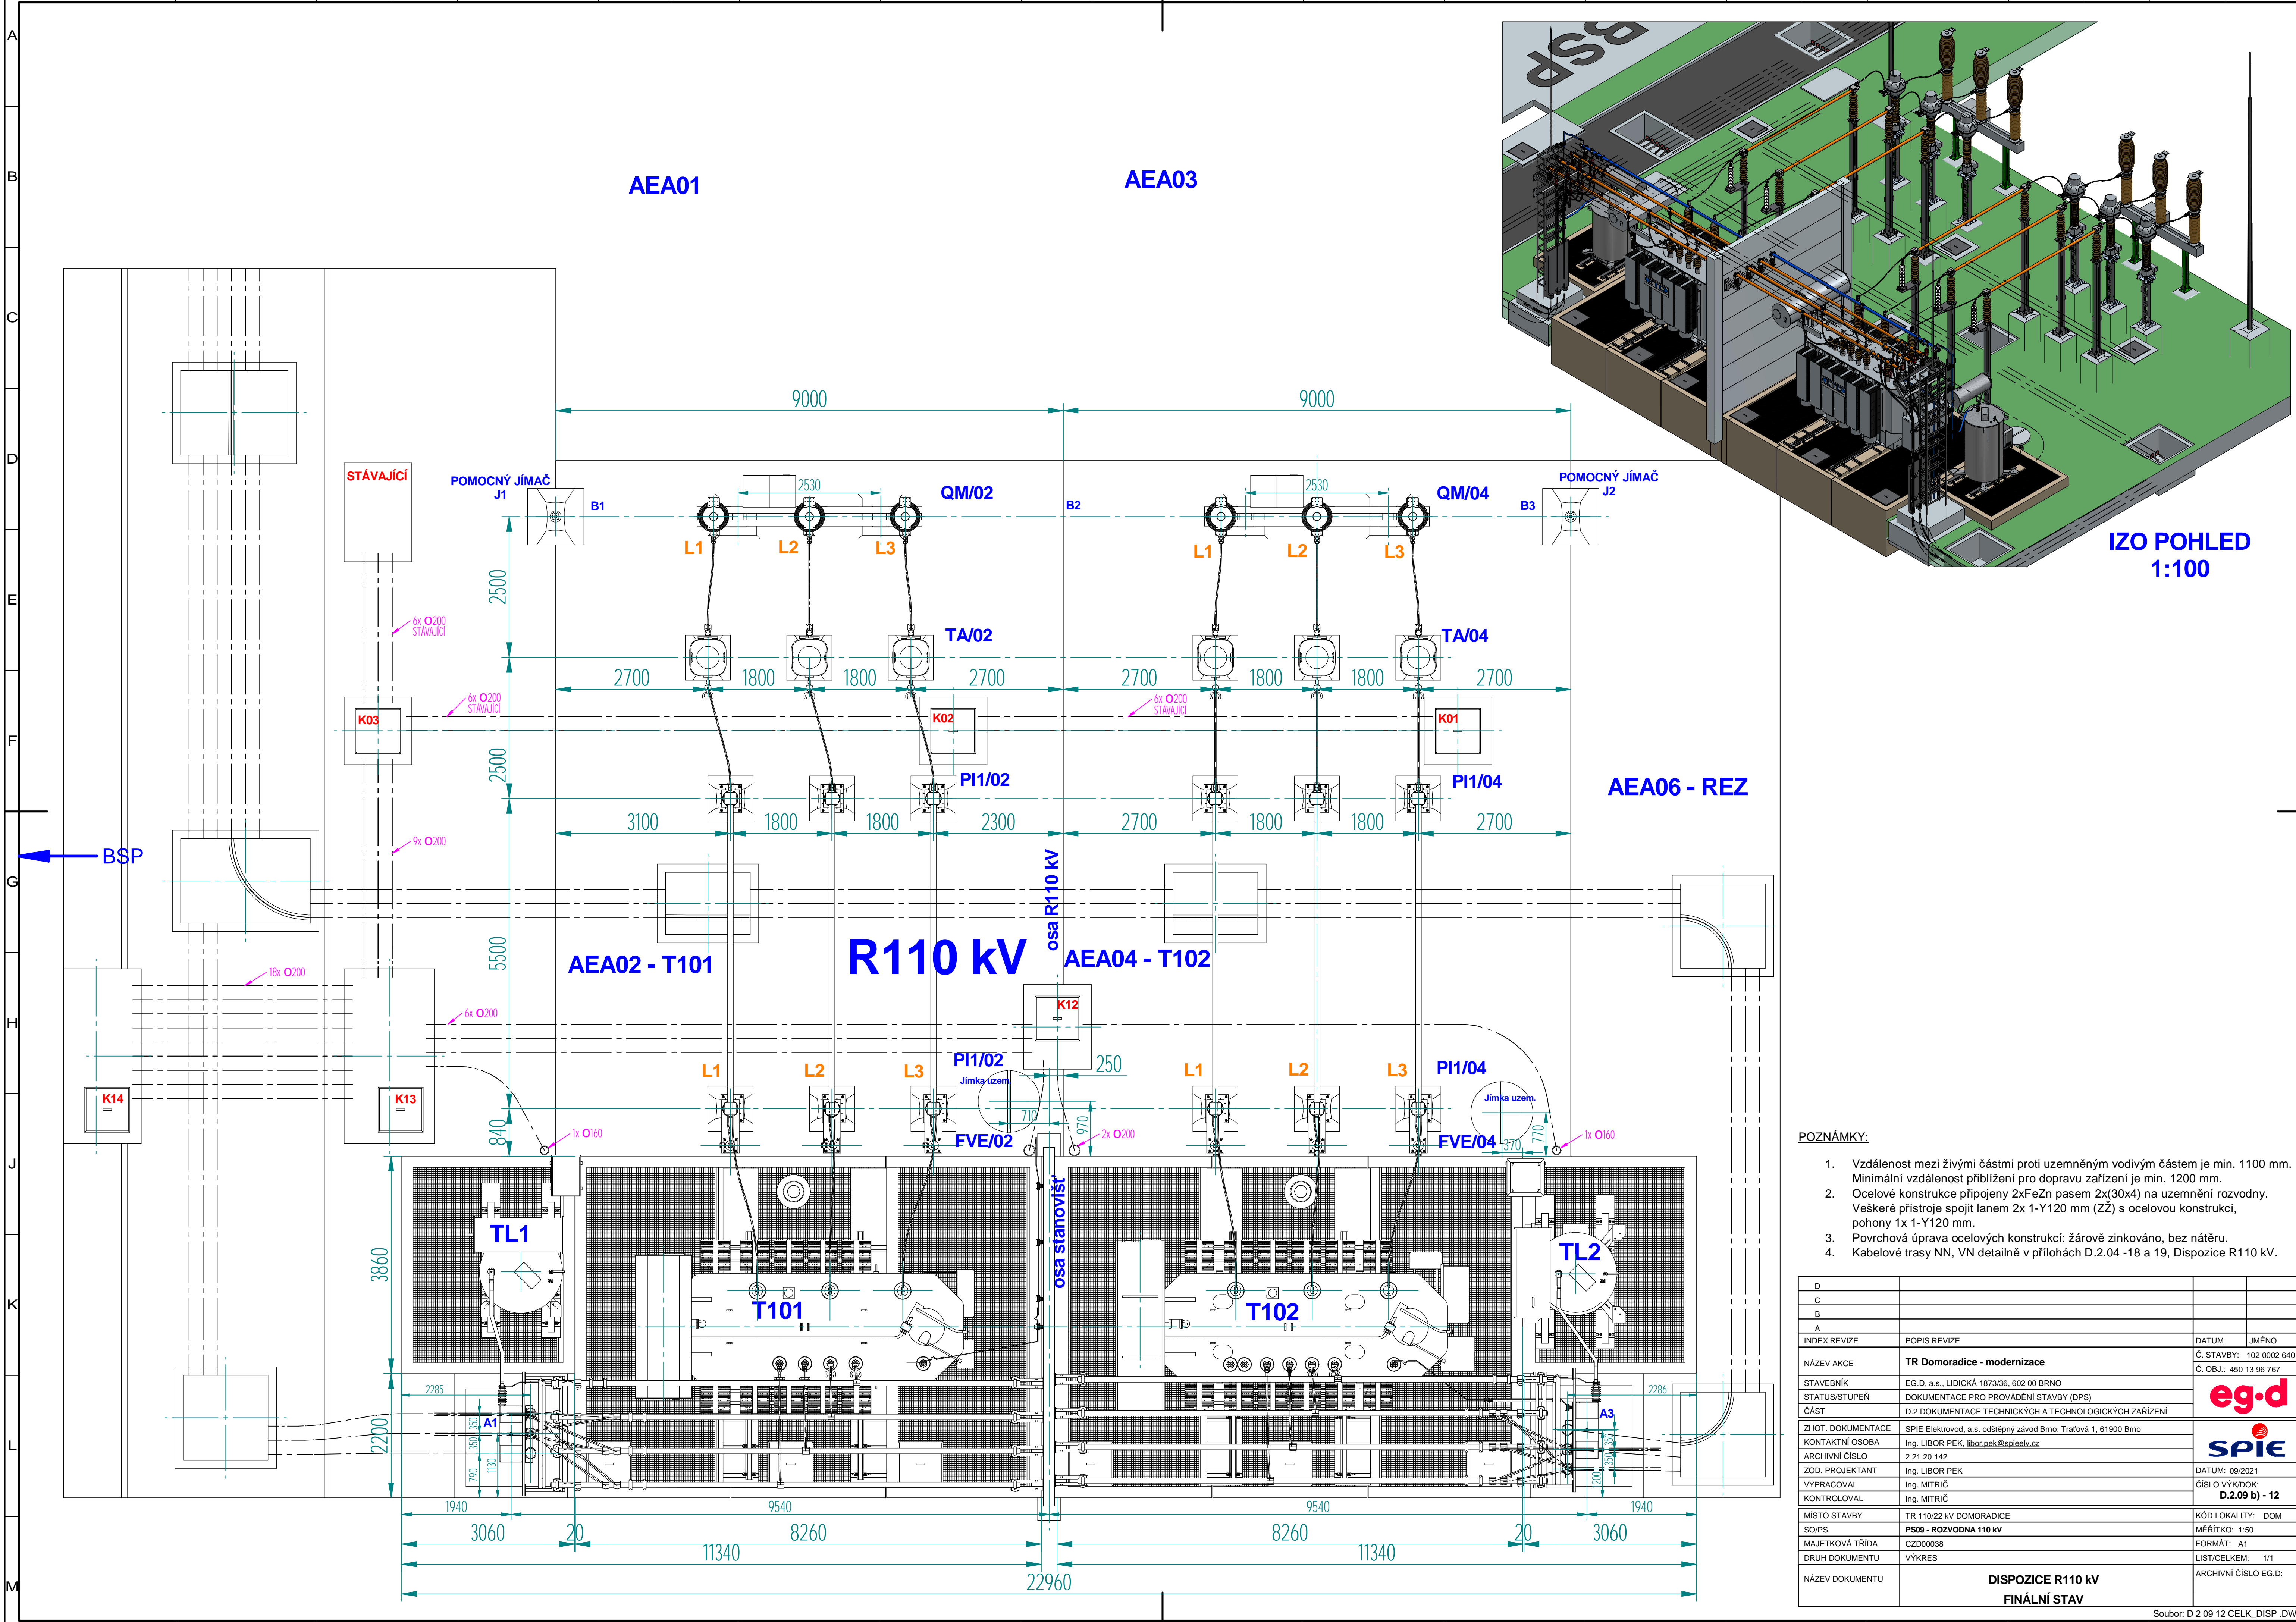 A
B
C
D
E
F
G
H
J
K
L
M
BSP
IZO POHLED
1:100
AEA01
AEA03
9000
9000
STÁVAJÍCÍ
POMOCNÝ JÍMAČ
J1
B1
2530
QM/02
B2
2530
QM/04
POMOCNÝ JÍMAČ
J2
B3
L1
L2
L3
L1
L2
L3
2500
6x O200
STÁVAJÍCÍ
TA/02
TA/04
2700
1800
1800
2700
2700
1800
1800
2700
6x O200
STÁVAJÍCÍ
6x O200
STÁVAJÍCÍ
K03
K02
K01
2500
PI1/02
PI1/04
AEA06 - REZ
3100
1800
1800
2300
2700
1800
1800
2700
9x O200
BSP
osa R110 kV
5500
AEA02 - T101
R110 kV
AEA04 - T102
18x O200
6x O200
K12
PI1/02
250
PI1/04
L1
L2
L3
L1
L2
L3
Jímka uzem.
Jímka uzem.
K14
K13
710
970
840
1x O160
FVE/02
2x O200
FVE/04
370
770
1x O160
osa stanovišť
TL1
TL2
3860
T101
T102
2285
2286
A1
A3
350
350
790
1130
2200
350
350
1200
1940
9540
9540
1940
3060
20
8260
8260
20
3060
11340
11340
22960
POZNÁMKY:
1. Vzdálenost mezi živými částmi proti uzemněným vodivým částem je min. 1100 mm.
Minimální vzdálenost přiblížení pro dopravu zařízení je min. 1200 mm.
2. Ocelové konstrukce připojeny 2xFeZn pasem 2x(30x4) na uzemnění rozvodny.
Veškeré přístroje spojit lanem 2x 1-Y120 mm (ZŽ) s ocelovou konstrukcí,
pohony 1x 1-Y120 mm.
3. Povrchová úprava ocelových konstrukcí: žárově zinkováno, bez nátěru.
4. Kabelové trasy NN, VN detailně v přílohách D.2.04 -18 a 19, Dispozice R110 kV.
D
C
B
A
INDEX REVIZE POPIS REVIZE DATUM JMÉNO
NÁZEV AKCE TR Domoradice - modernizace Č. STAVBY: 102 0002 640
Č. OBJ.: 450 13 96 767
STAVEBNÍK EG.D, a.s., LIDICKÁ 1873/36, 602 00 BRNO
STATUS/STUPEŇ DOKUMENTACE PRO PROVÁDĚNÍ STAVBY (DPS)
ČÁST D.2 DOKUMENTACE TECHNICKÝCH A TECHNOLOGICKÝCH ZAŘÍZENÍ
eg.d
ZHOT. DOKUMENTACE SPIE Elektrovod, a.s. odštěpný závod Brno; Traťová 1, 61900 Brno
KONTAKTNÍ OSOBA Ing. LIBOR PEK, libor.pek@spieelv.cz
SPIE
ARCHIVNÍ ČÍSLO 2 21 20 142
ZOD. PROJEKTANT Ing. LIBOR PEK DATUM: 09/2021
VYPRACOVAL Ing. MITRIČ ČÍSLO VÝK/DOK:
KONTROLOVAL Ing. MITRIČ D.2.09 b) - 12
MÍSTO STAVBY TR 110/22 kV DOMORADICE KÓD LOKALITY: DOM
SO/PS PS09 - ROZVODNA 110 kV MĚŘÍTKO: 1:50
MAJETKOVÁ TŘÍDA CZD00038 FORMÁT: A1
DRUH DOKUMENTU VÝKRES LIST/CELKEM: 1/1
NÁZEV DOKUMENTU DISPOZICE R110 kV ARCHIVNÍ ČÍSLO EG.D:
FINÁLNÍ STAV
Soubor: D 2 09 12 CELK_DISP .DW